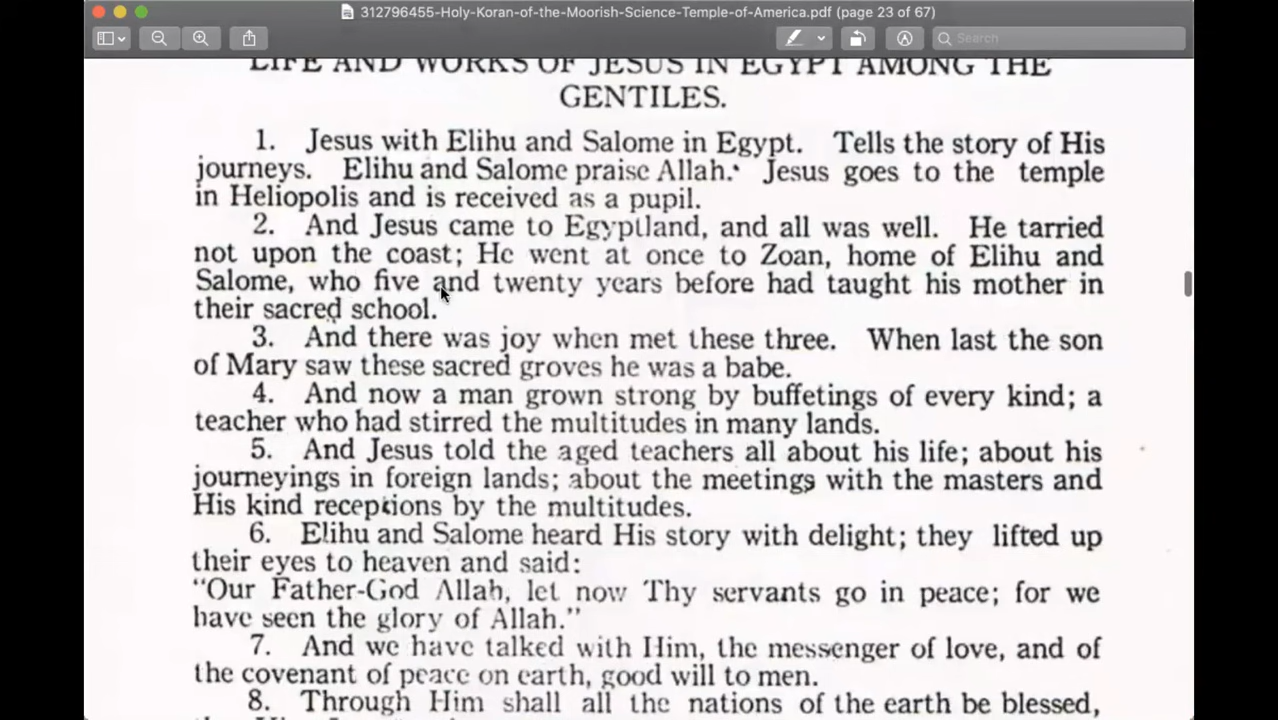 312796455-Holy-Koran-of-the-Moorish-Science-Temple-of-America.pdf (page 23 of 67)
Search
LIFE AND WORKS OF JESUS IN EGYPT AMONG THE
GENTILES.
1. Jesus with Elihu and Salome in Egypt. Tells the story of His
journeys. Elihu and Salome praise Allah. Jesus goes to the temple
in Heliopolis and is received as a pupil.
2. And Jesus came to Egyptland, and all was well. He tarried
not upon the coast; He went at once to Zoan, home of Elihu and
Salome, who five and twenty years before had taught his mother in
their sacred school.
3. And there was joy when met these three. When last the son
of Mary saw these sacred groves he was a babe.
4. And now a man grown strong by buffetings of every kind; a
teacher who had stirred the multitudes in many lands.
5. And Jesus told the aged teachers all about his life; about his
journeyings in foreign lands; about the meetings with the masters and
His kind receptions by the multitudes.
6. Elihu and Salome heard His story with delight; they lifted up
their eyes to heaven and said:
"Our Father-God Allah, let now Thy servants go in peace; for we
have seen the glory of Allah."
7. And we have talked with Him, the messenger of love, and of
the covenant of peace on earth, good will to men.
8. Through Him shall all the nations of the earth be blessed,